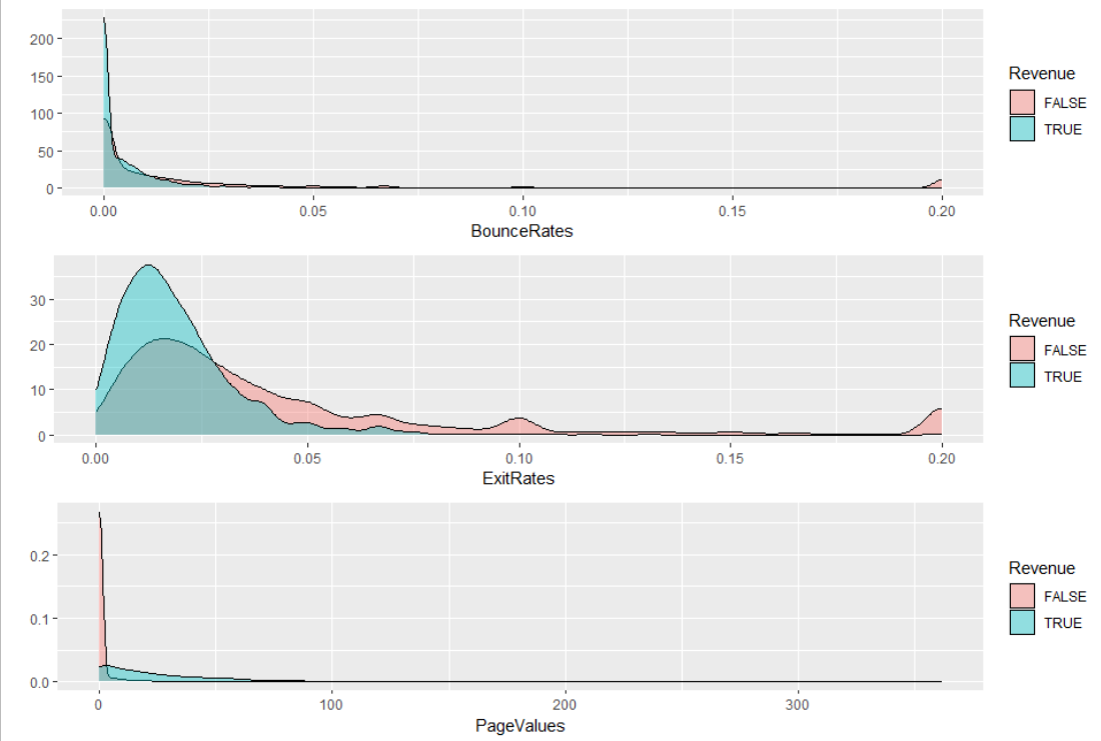 200
150
100
50
0
0.00 0.05 0.10 0.15 0.20
BounceRates
Revenue
FALSE
TRUE
30
20
10
0
0.00 0.05 0.10 0.15 0.20
ExitRates
Revenue
FALSE
TRUE
0.2
0.1
0.0
0 100 200 300
PageValues
Revenue
FALSE
TRUE